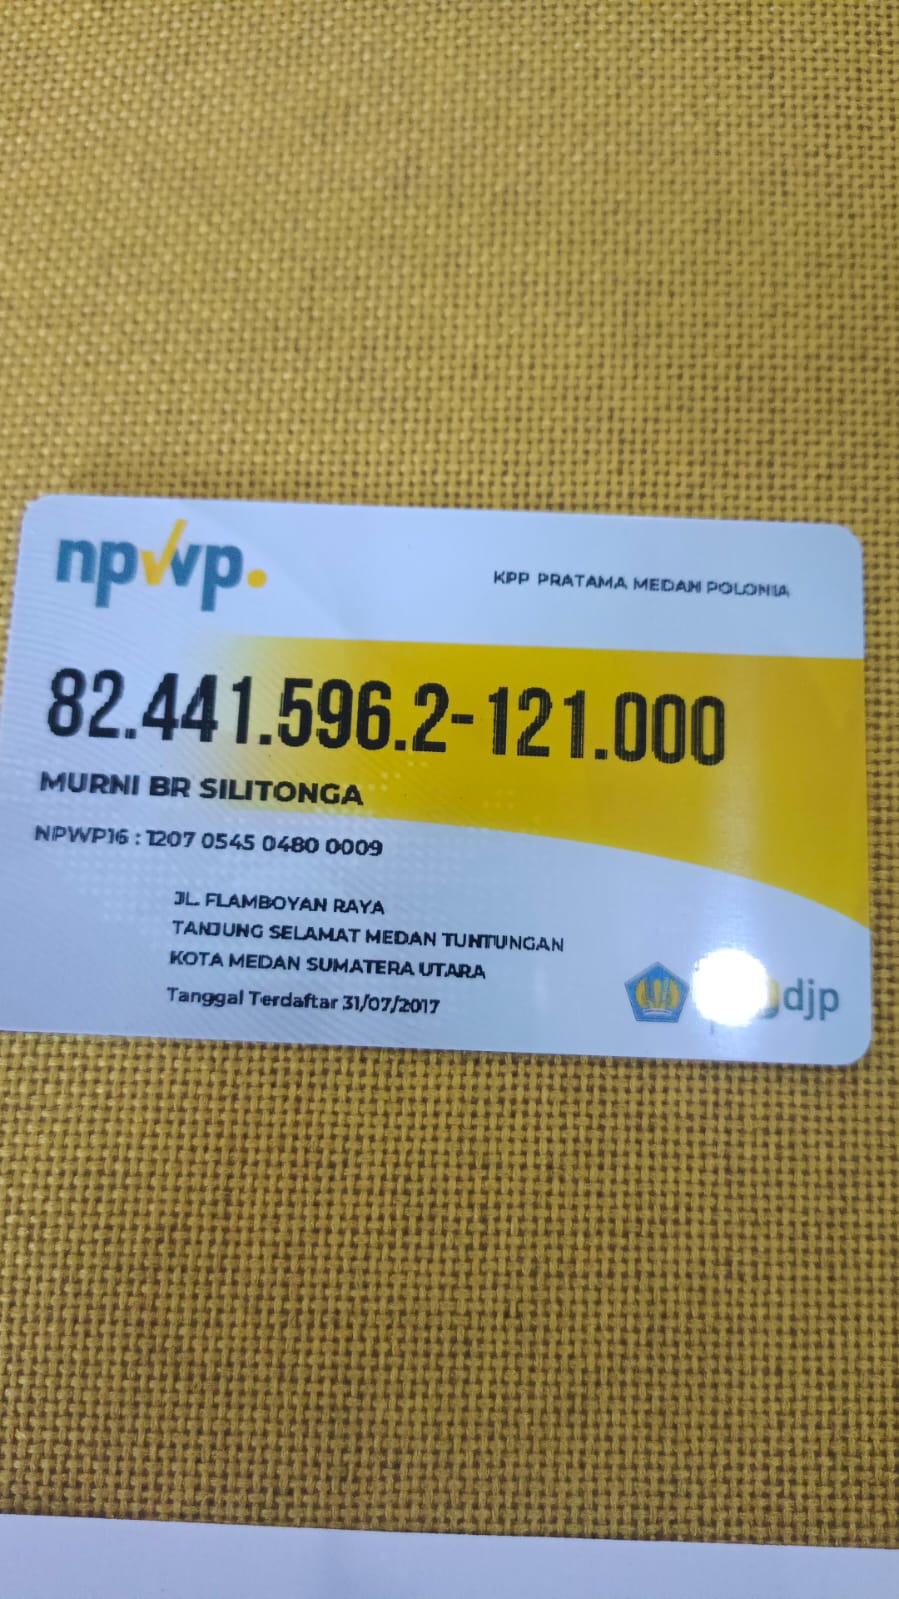 npwp.
KPP PRATAMA MEDAN POLONIA
82.441.596.2-121.000
MURNI BR SILITONGA
NPWP16 : 1207 0545 0480 0009
JL. FLAMBOYAN RAYA
TANJUNG SELAMAT MEDAN TUNTUNGAN
KOTA MEDAN SUMATERA UTARA
Tanggal Terdaftar 31/07/2017
djp